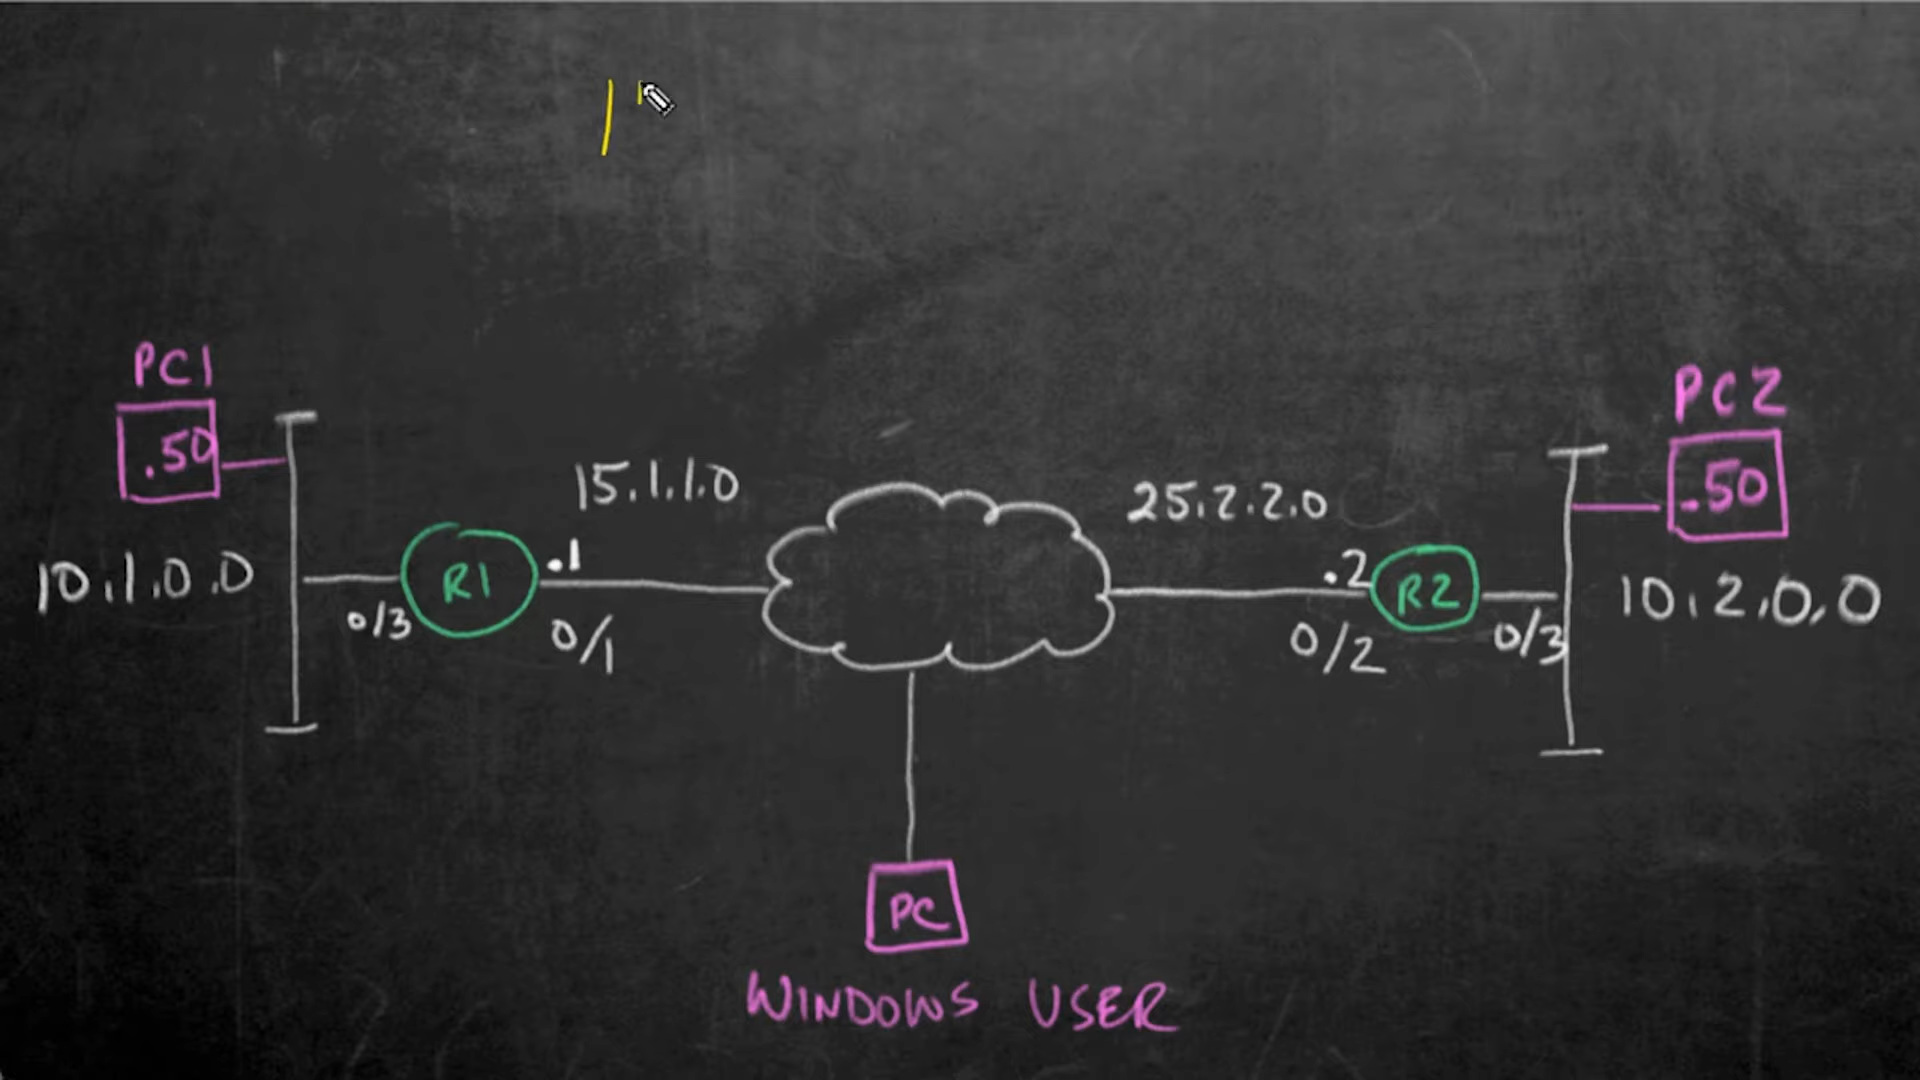 PC1
.50
10.1.0.0
0/3
R1
.1
0/1
15.1.1.0
25.2.2.0
.2
0/2
R2
0/3
PC2
.50
10.2.0.0
PC
WINDOWS USER